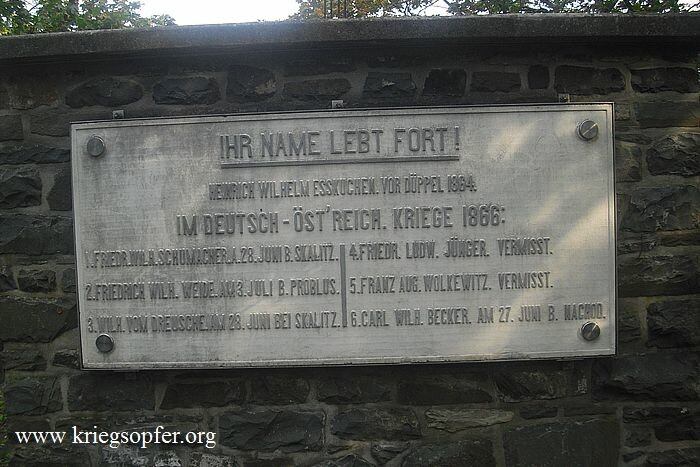 IHR NAME LEBT FORT!
HEINRICH WILHELM ESSKUCHEN. VOR DÜPPEL 1864.
IM DEUTSCH-ÖST'REICH. KRIEGE 1866:
1. FRIEDR. WILH. SCHUMACHER. A. 28. JUNI B. SKALITZ.
2. FRIEDRICH WILH. WEIDE. AM 3. JULI B. PROBLUS.
3. WILH. VOM DREUSCHE. AM 28. JUNI BEI SKALITZ.
4. FRIEDR. LUDW. JÜNGER. VERMISST.
5. FRANZ AUG. WOLKEWITZ. VERMISST.
6. CARL WILH. BECKER. AM 27. JUNI B. NACHOD.
www.kriegsopfer.org